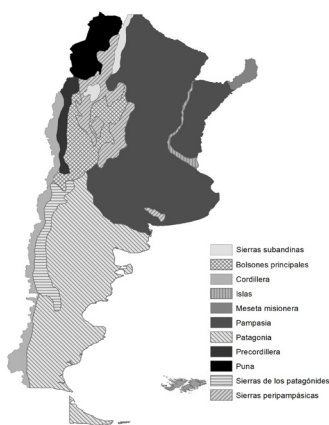 Sierras subandinas
Bolsones principales
Cordillera
Islas
Meseta misionera
Pampasia
Patagonia
Precordillera
Puna
Sierras de los patagónides
Sierras peripampásicas